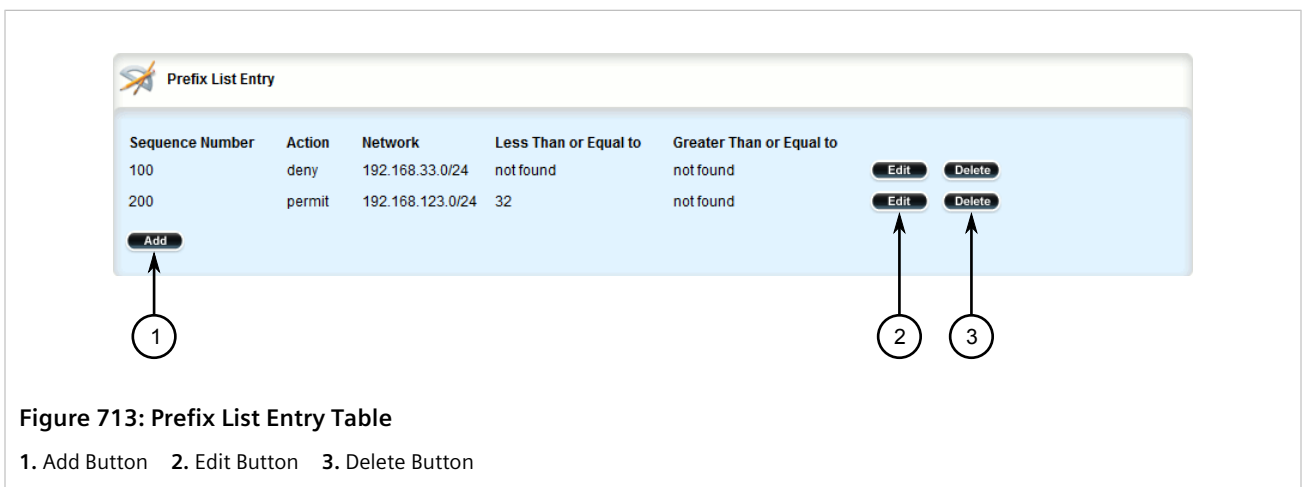 Prefix List Entry
Sequence Number Action Network Less Than or Equal to Greater Than or Equal to
100 deny 192.168.33.0/24 not found not found Edit Delete
200 permit 192.168.123.0/24 32 not found Edit Delete
Add
1 2 3
Figure 713: Prefix List Entry Table
1. Add Button 2. Edit Button 3. Delete Button